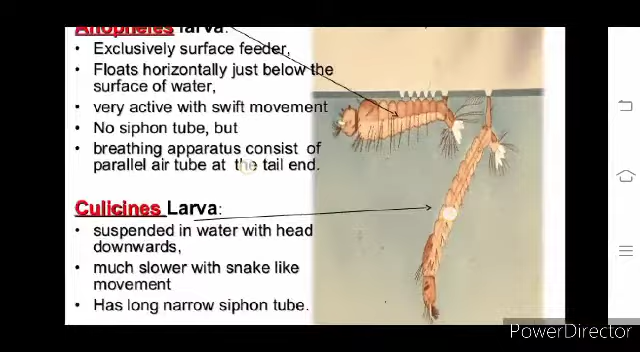 Anopheles larva:
• Exclusively surface feeder,
• Floats horizontally just below the
surface of water,
• very active with swift movement
• No siphon tube, but
• breathing apparatus consist of
parallel air tube at the tail end.
Culicines Larva:
• suspended in water with head
downwards,
• much slower with snake like
movement
• Has long narrow siphon tube.
PowerDirector